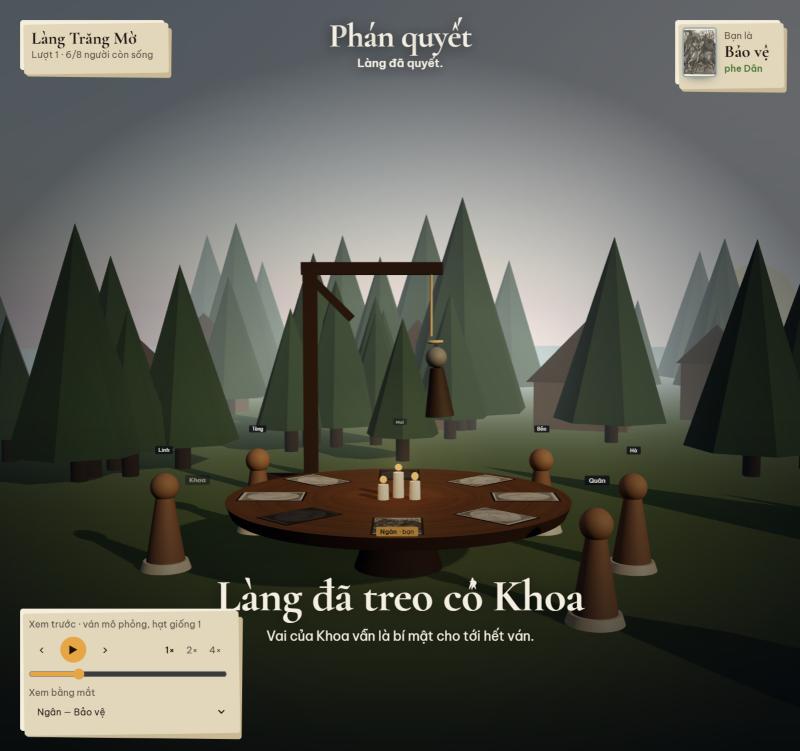 Làng Trăng Mờ
Lượt 1 · 6/8 người còn sống
Phán quyết
Làng đã quyết.
Bạn là
Bảo vệ
phe Dân
Mai
Tùng
Bốn
Linh
Hà
Khoa
Quân
Ngân · bạn
Làng đã treo cổ Khoa
Vai của Khoa vẫn là bí mật cho tới hết ván.
Xem trước · ván mô phỏng, hạt giống 1
1× 2× 4×
Xem bằng mắt
Ngân — Bảo vệ